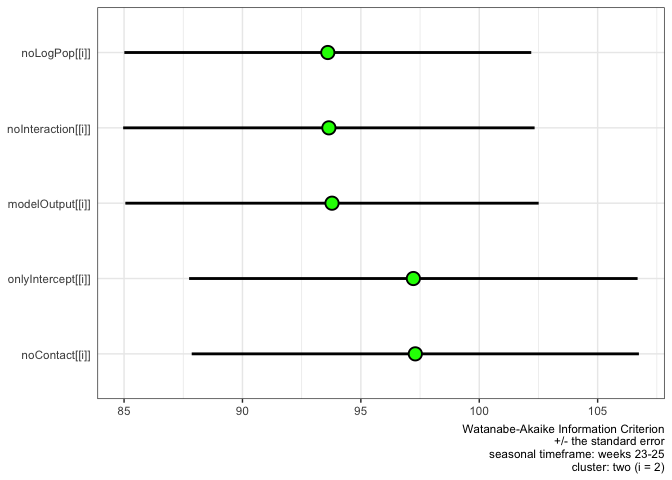 noLogPop[[i]]
noInteraction[[i]]
modelOutput[[i]]
onlyIntercept[[i]]
noContact[[i]]
85 90 95 100 105
Watanabe-Akaike Information Criterion
+/- the standard error
seasonal timeframe: weeks 23-25
cluster: two (i = 2)